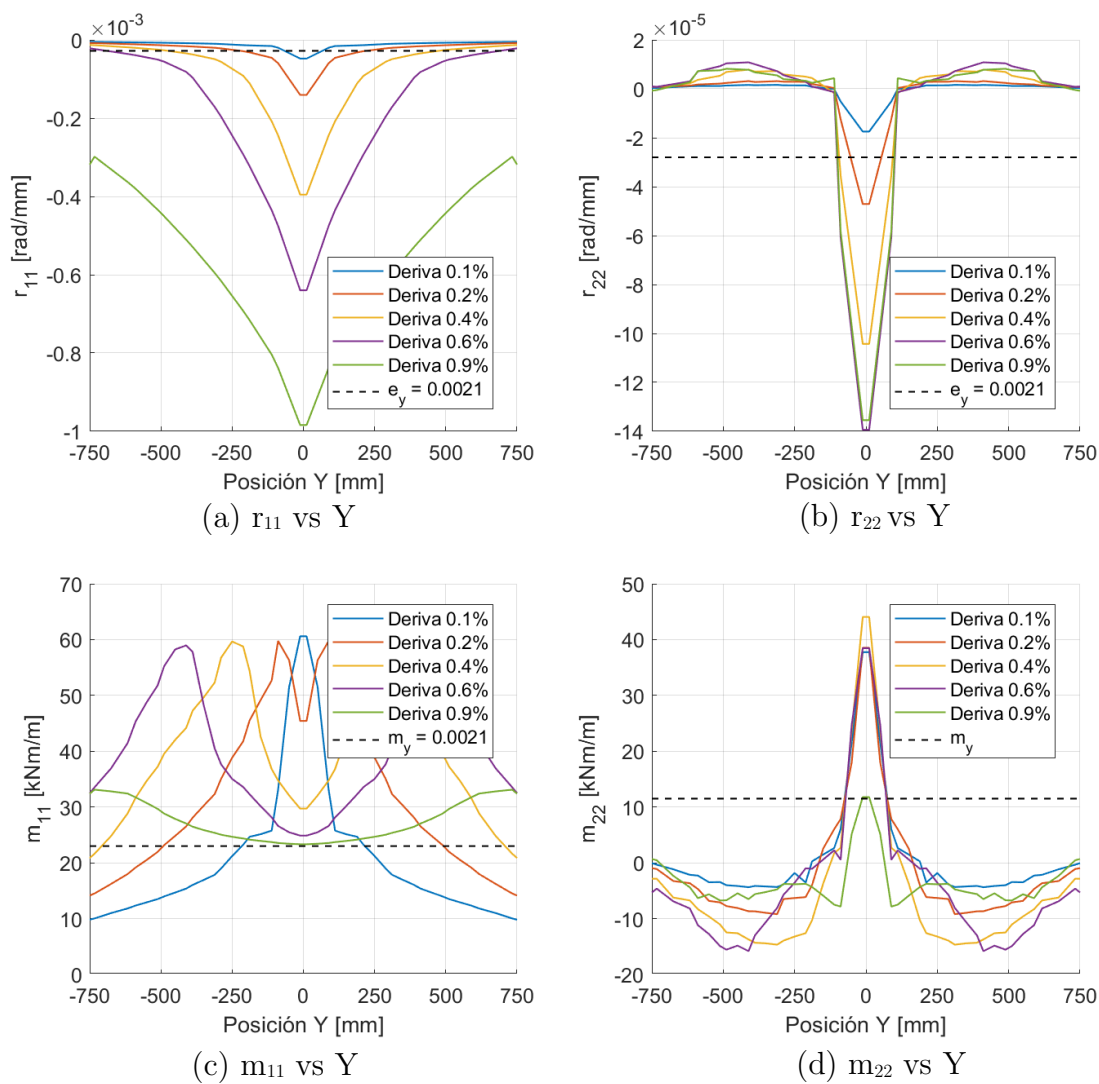 ×10⁻³
0
-0.2
-0.4
-0.6
-0.8
-1
r₁₁ [rad/mm]
Deriva 0.1%
Deriva 0.2%
Deriva 0.4%
Deriva 0.6%
Deriva 0.9%
e_y = 0.0021
-750 -500 -250 0 250 500 750
Posición Y [mm]
(a) r₁₁ vs Y
×10⁻⁵
2
0
-2
-4
-6
-8
-10
-12
-14
r₂₂ [rad/mm]
Deriva 0.1%
Deriva 0.2%
Deriva 0.4%
Deriva 0.6%
Deriva 0.9%
e_y = 0.0021
-750 -500 -250 0 250 500 750
Posición Y [mm]
(b) r₂₂ vs Y
70
60
50
40
30
20
10
0
m₁₁ [kNm/m]
Deriva 0.1%
Deriva 0.2%
Deriva 0.4%
Deriva 0.6%
Deriva 0.9%
m_y = 0.0021
-750 -500 -250 0 250 500 750
Posición Y [mm]
(c) m₁₁ vs Y
50
40
30
20
10
0
-10
-20
m₂₂ [kNm/m]
Deriva 0.1%
Deriva 0.2%
Deriva 0.4%
Deriva 0.6%
Deriva 0.9%
m_y
-750 -500 -250 0 250 500 750
Posición Y [mm]
(d) m₂₂ vs Y